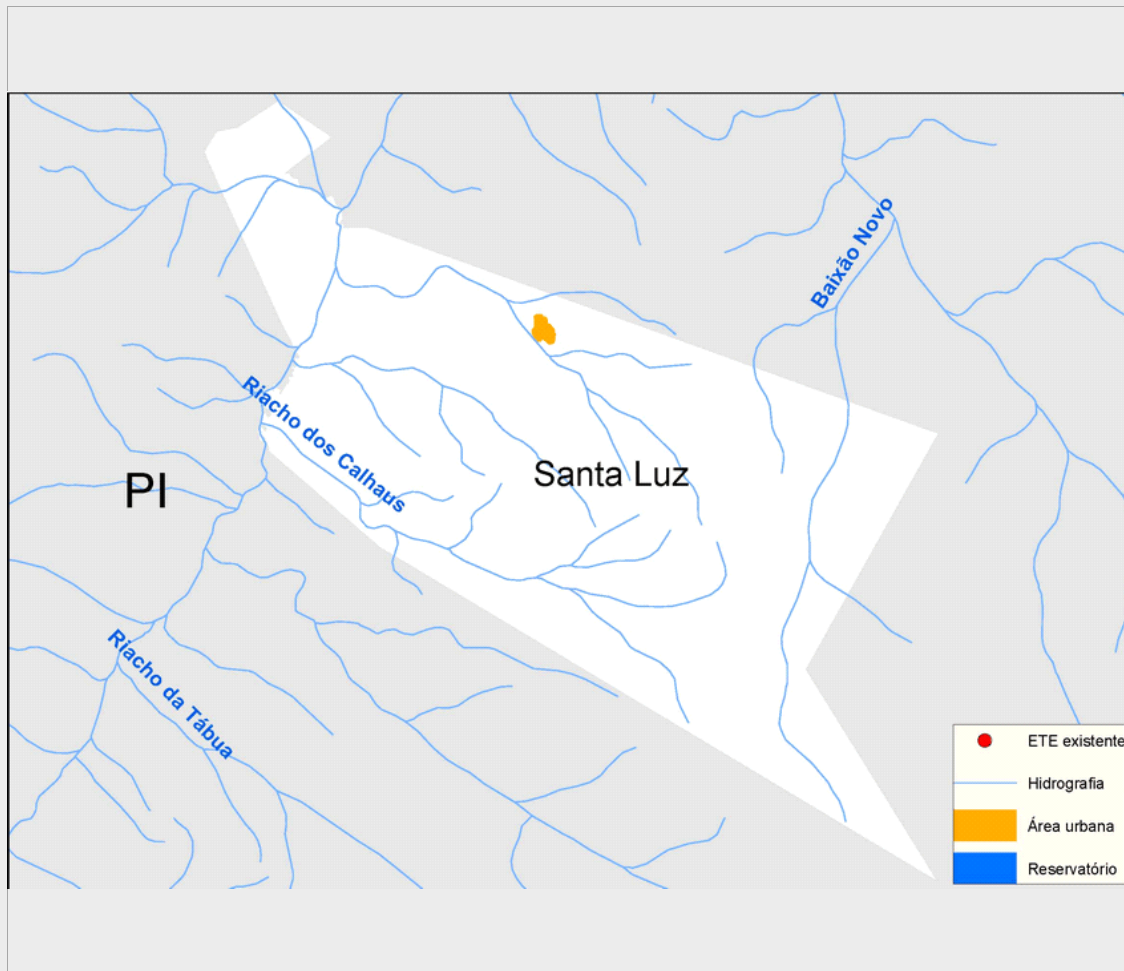 Baixão Novo
Riacho dos Calhaus
Santa Luz
PI
Riacho da Tábua
ETE existente
Hidrografia
Área urbana
Reservatório